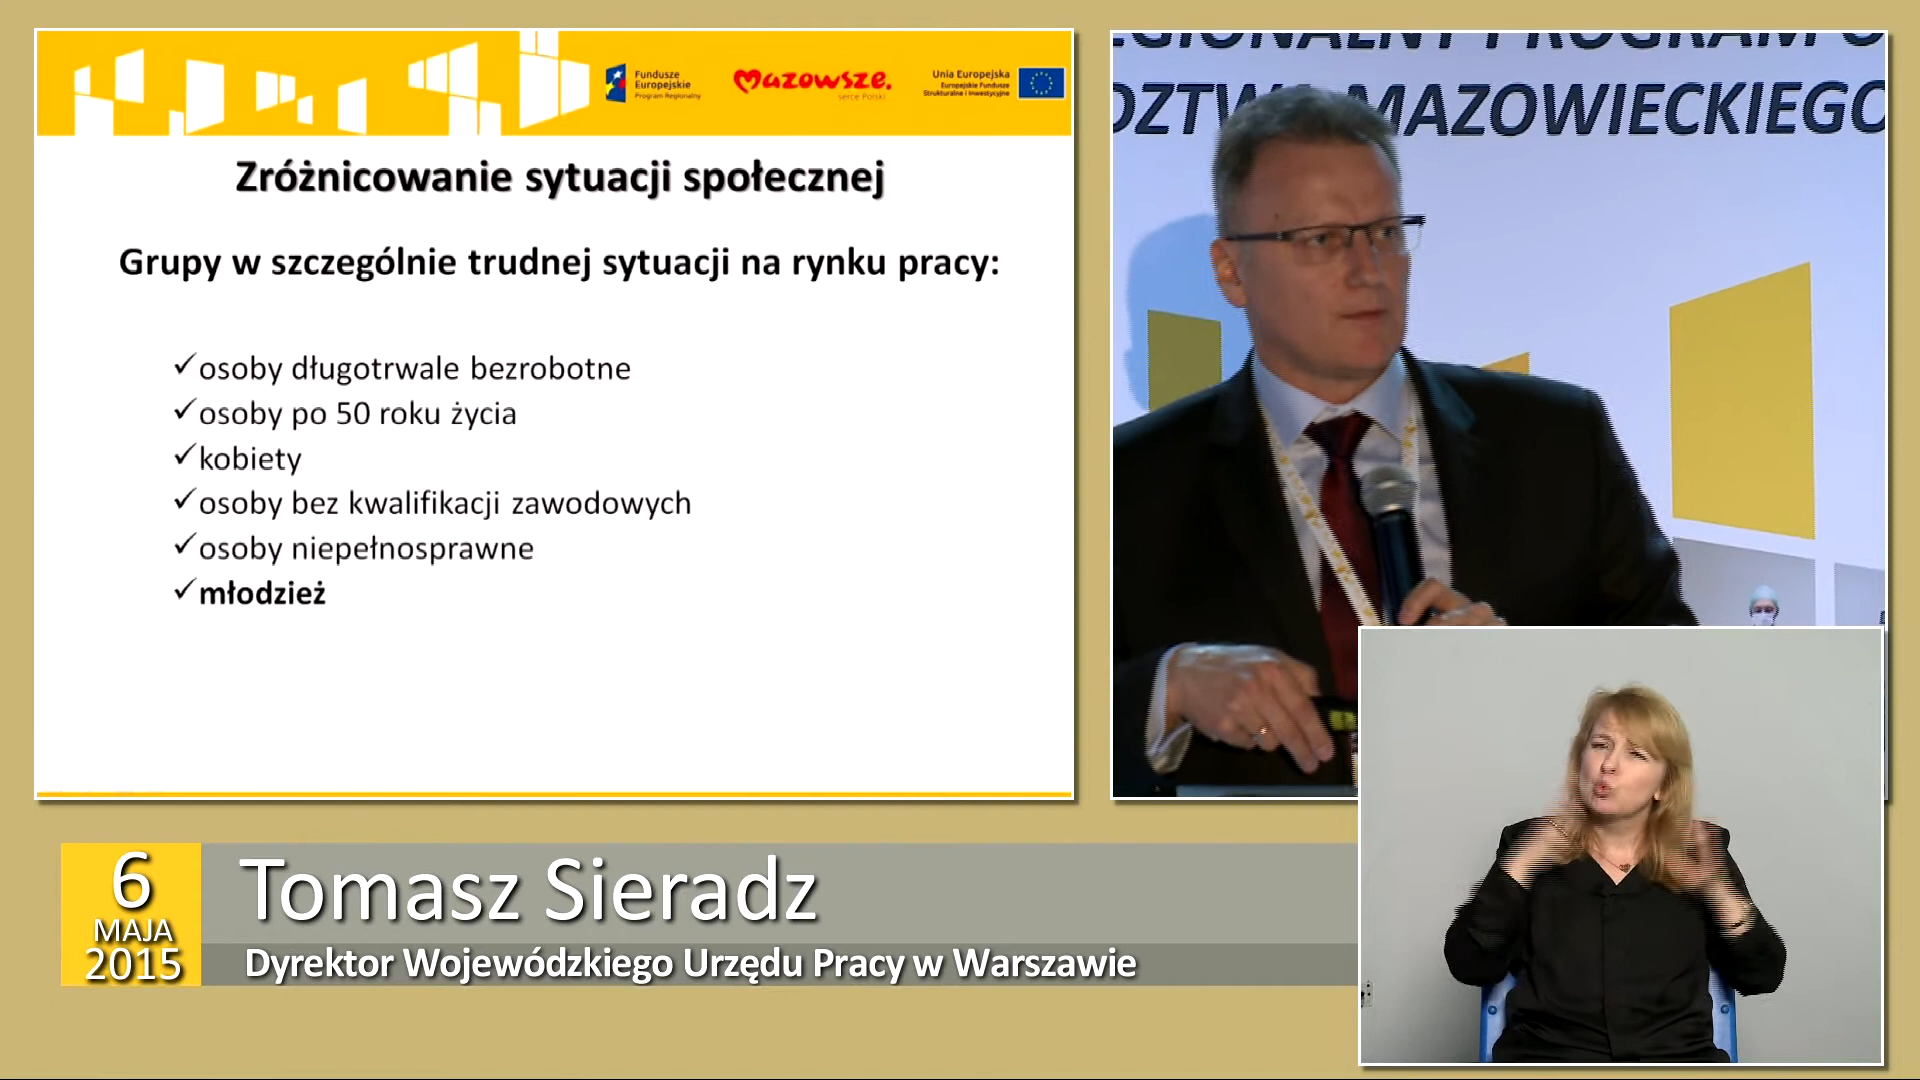 Fundusze
Europejskie
Program Regionalny
Mazowsze.
serce Polski
Unia Europejska
Europejskie Fundusze
Strukturalne i Inwestycyjne
Zróżnicowanie sytuacji społecznej
Grupy w szczególnie trudnej sytuacji na rynku pracy:
✓osoby długotrwale bezrobotne
✓osoby po 50 roku życia
✓kobiety
✓osoby bez kwalifikacji zawodowych
✓osoby niepełnosprawne
✓młodzież
EGIONALNY PROGRAM O
DZTWA MAZOWIECKIEGO
6
MAJA
2015
Tomasz Sieradz
Dyrektor Wojewódzkiego Urzędu Pracy w Warszawie